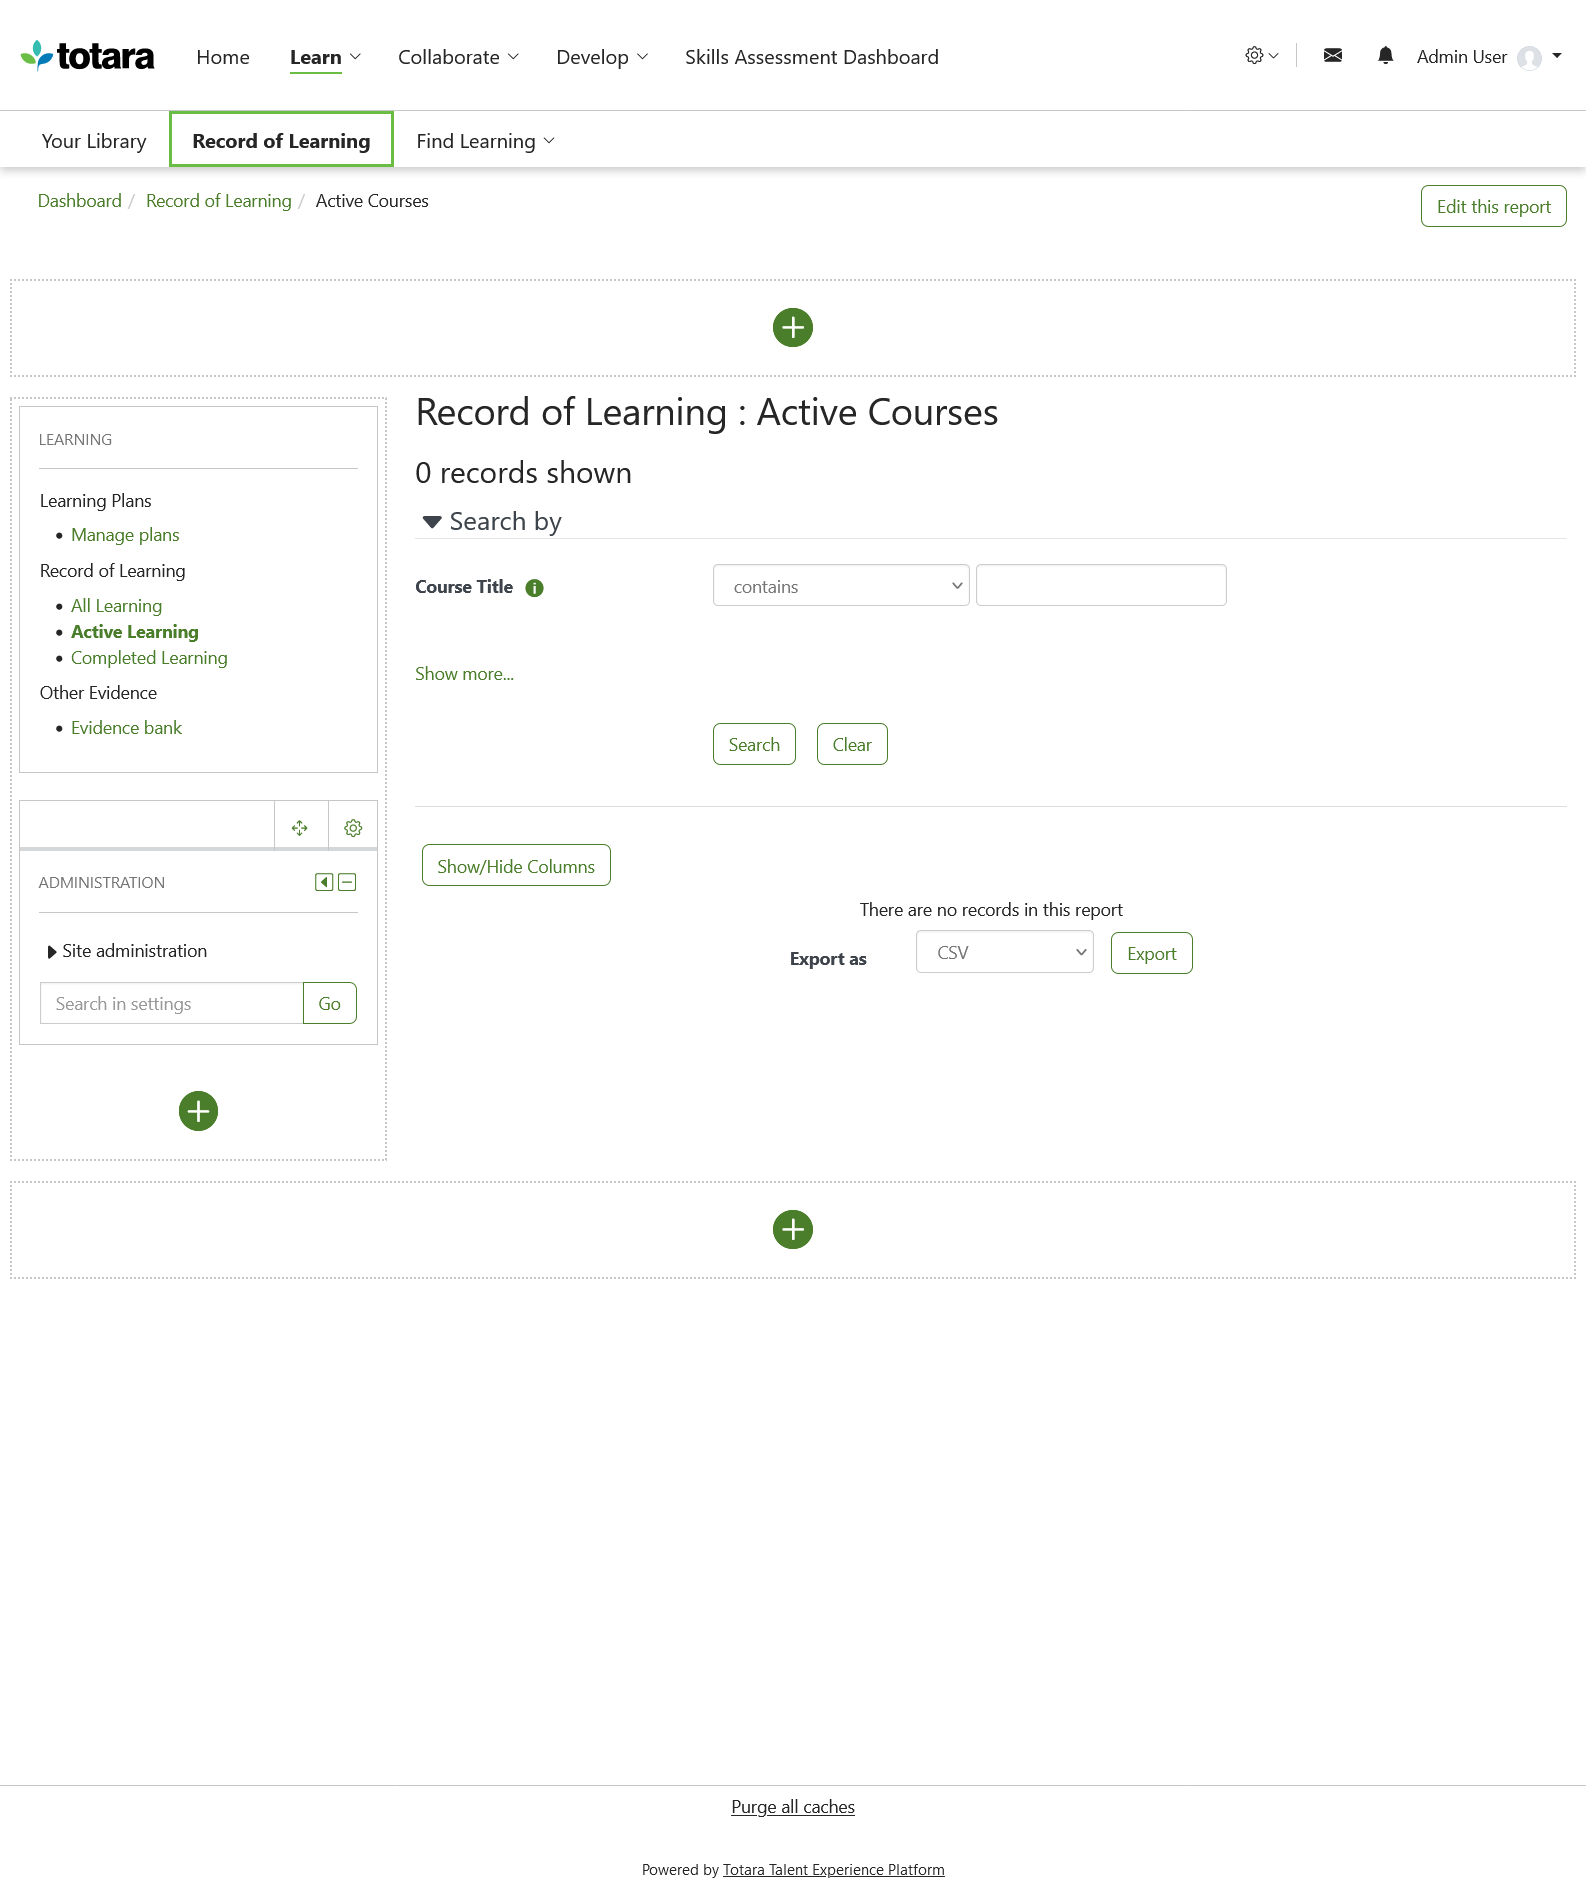 totara
Home
Learn
Collaborate
Develop
Skills Assessment Dashboard
Admin User
Your Library
Record of Learning
Find Learning
Dashboard / Record of Learning / Active Courses
Edit this report
LEARNING
Learning Plans
Manage plans
Record of Learning
All Learning
Active Learning
Completed Learning
Other Evidence
Evidence bank
ADMINISTRATION
Site administration
Search in settings
Go
Record of Learning : Active Courses
0 records shown
Search by
Course Title
contains
Show more...
Search
Clear
Show/Hide Columns
There are no records in this report
Export as
CSV
Export
Purge all caches
Powered by Totara Talent Experience Platform